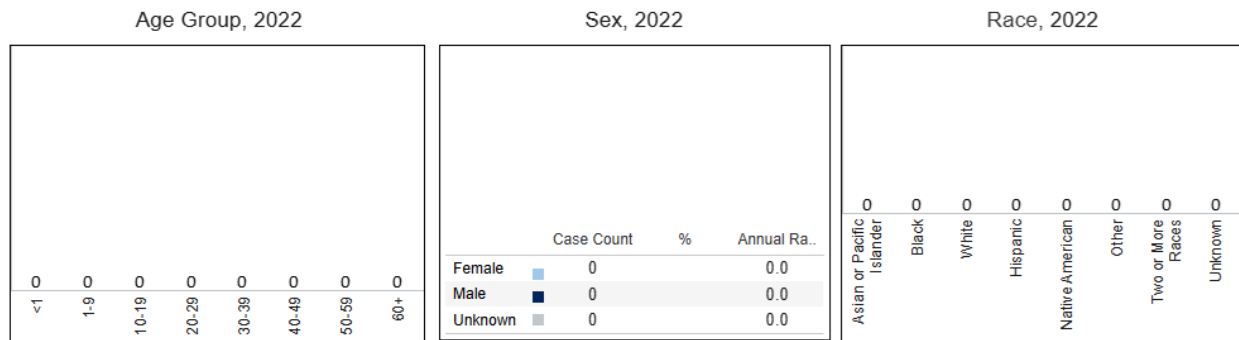 Age Group, 2022
0 0 0 0 0 0 0 0
<1 1-9 10-19 20-29 30-39 40-49 50-59 60+
Sex, 2022
Case Count % Annual Ra..
Female 0 0.0
Male 0 0.0
Unknown 0 0.0
Race, 2022
0 0 0 0 0 0 0 0
Asian or Pacific
Islander
Black
White
Hispanic
Native American
Other
Two or More
Races
Unknown